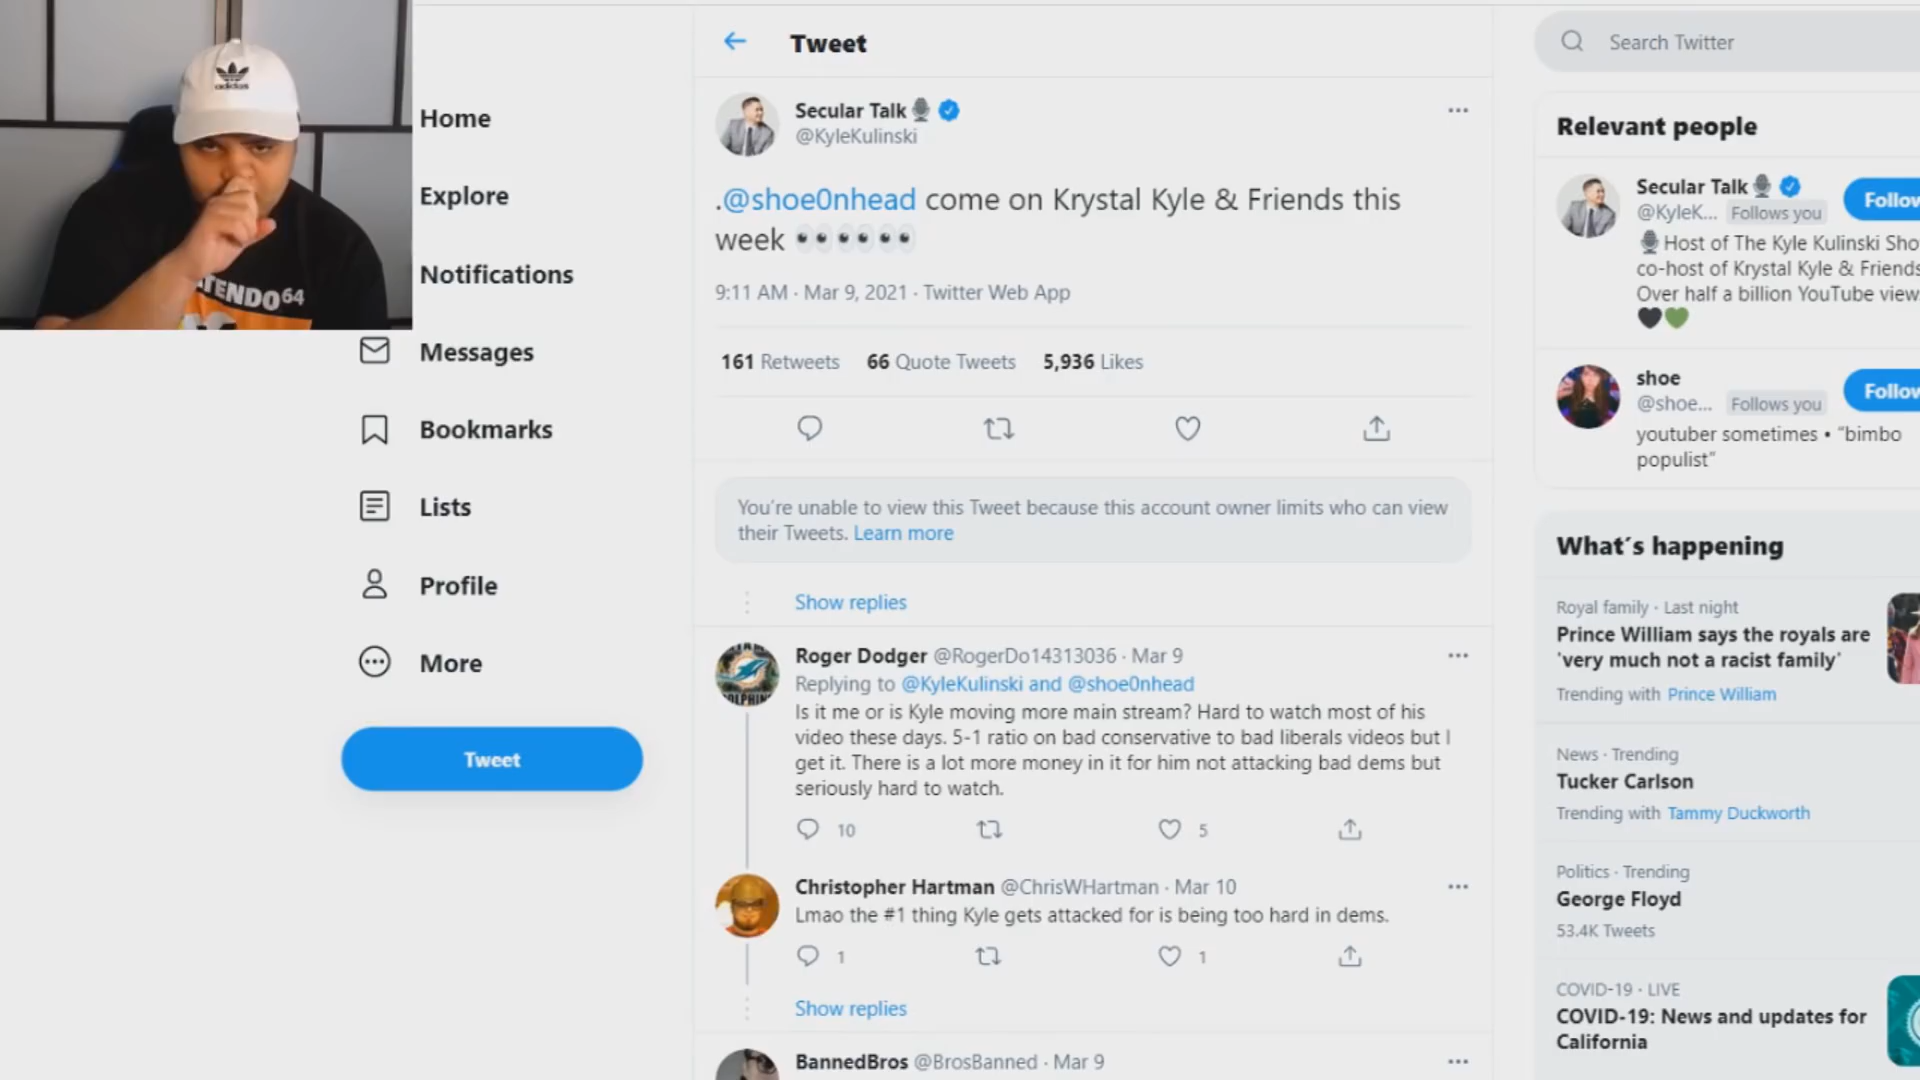 adidas
NINTENDO64
Home
Explore
Notifications
Messages
Bookmarks
Lists
Profile
More
Tweet
Tweet
Secular Talk
@KyleKulinski
.@shoe0nhead come on Krystal Kyle & Friends this
week
9:11 AM · Mar 9, 2021 · Twitter Web App
161 Retweets 66 Quote Tweets 5,936 Likes
You're unable to view this Tweet because this account owner limits who can view
their Tweets. Learn more
Show replies
Roger Dodger @RogerDo14313036 · Mar 9
Replying to @KyleKulinski and @shoe0nhead
Is it me or is Kyle moving more main stream? Hard to watch most of his
video these days. 5-1 ratio on bad conservative to bad liberals videos but I
get it. There is a lot more money in it for him not attacking bad dems but
seriously hard to watch.
10 5
Christopher Hartman @ChrisWHartman · Mar 10
Lmao the #1 thing Kyle gets attacked for is being too hard in dems.
1 1
Show replies
BannedBros @BrosBanned · Mar 9
Search Twitter
Relevant people
Secular Talk
@KyleK... Follows you
Follow
Host of The Kyle Kulinski Sho
co-host of Krystal Kyle & Friends
Over half a billion YouTube view
shoe
@shoe... Follows you
Follow
youtuber sometimes • "bimbo
populist"
What's happening
Royal family · Last night
Prince William says the royals are
'very much not a racist family'
Trending with Prince William
News · Trending
Tucker Carlson
Trending with Tammy Duckworth
Politics · Trending
George Floyd
53.4K Tweets
COVID-19 · LIVE
COVID-19: News and updates for
California